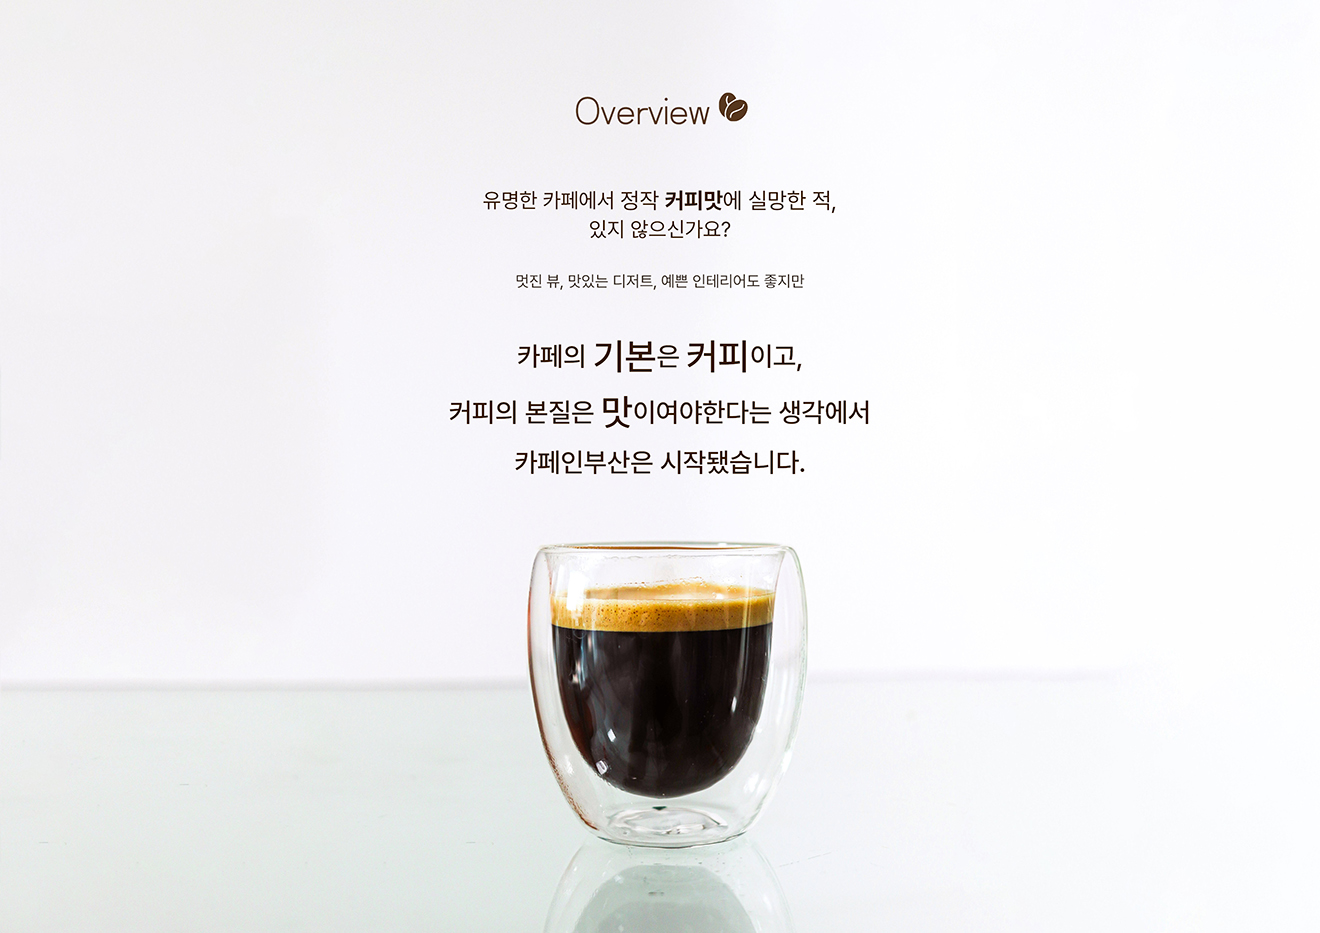 Overview
유명한 카페에서 정작 커피맛에 실망한 적,
있지 않으신가요?
멋진 뷰, 맛있는 디저트, 예쁜 인테리어도 좋지만
카페의 기본은 커피이고,
커피의 본질은 맛이여야한다는 생각에서
카페인부산은 시작됐습니다.